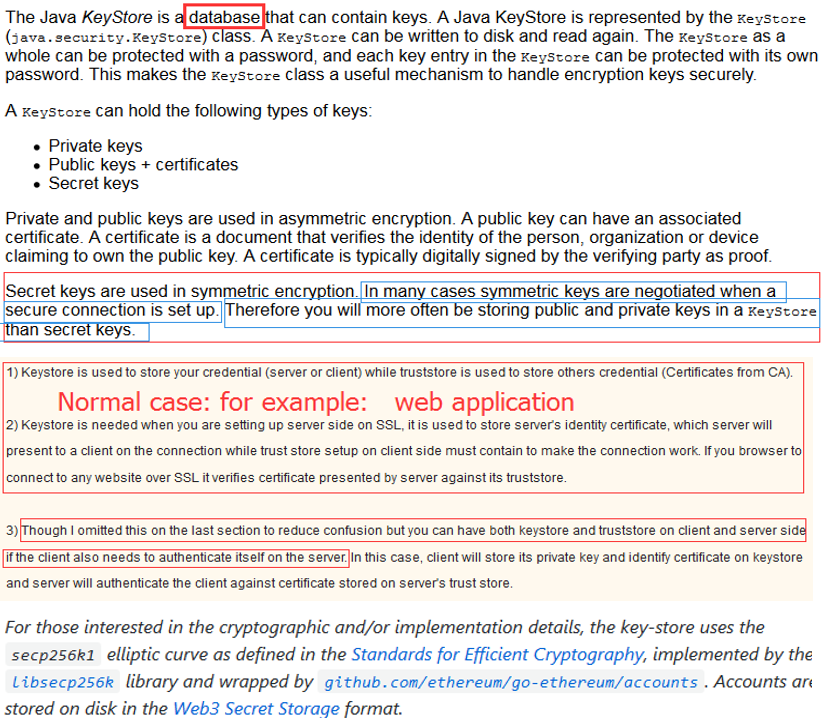 The Java KeyStore is a database that can contain keys. A Java KeyStore is represented by the KeyStore
(java.security.KeyStore) class. A KeyStore can be written to disk and read again. The KeyStore as a
whole can be protected with a password, and each key entry in the KeyStore can be protected with its own
password. This makes the KeyStore class a useful mechanism to handle encryption keys securely.
A KeyStore can hold the following types of keys:
• Private keys
• Public keys + certificates
• Secret keys
Private and public keys are used in asymmetric encryption. A public key can have an associated
certificate. A certificate is a document that verifies the identity of the person, organization or device
claiming to own the public key. A certificate is typically digitally signed by the verifying party as proof.
Secret keys are used in symmetric encryption. In many cases symmetric keys are negotiated when a
secure connection is set up. Therefore you will more often be storing public and private keys in a KeyStore
than secret keys.
1) Keystore is used to store your credential (server or client) while truststore is used to store others credential (Certificates from CA).
Normal case: for example: web application
2) Keystore is needed when you are setting up server side on SSL, it is used to store server's identity certificate, which server will
present to a client on the connection while trust store setup on client side must contain to make the connection work. If you browser to
connect to any website over SSL it verifies certificate presented by server against its truststore.
3) Though I omitted this on the last section to reduce confusion but you can have both keystore and truststore on client and server side
if the client also needs to authenticate itself on the server. In this case, client will store its private key and identify certificate on keystore
and server will authenticate the client against certificate stored on server's trust store.
For those interested in the cryptographic and/or implementation details, the key-store uses the
secp256k1 elliptic curve as defined in the Standards for Efficient Cryptography, implemented by the
libsecp256k library and wrapped by github.com/ethereum/go-ethereum/accounts. Accounts are
stored on disk in the Web3 Secret Storage format.